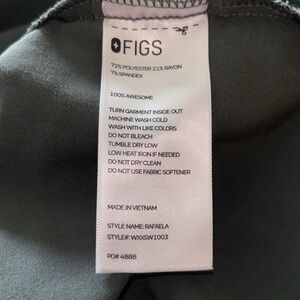 FIGS
72% POLYESTER 21% RAYON
7% SPANDEX
100% AWESOME
TURN GARMENT INSIDE OUT
MACHINE WASH COLD
WASH WITH LIKE COLORS
DO NOT BLEACH
TUMBLE DRY LOW
LOW HEAT IRON IF NEEDED
DO NOT DRY CLEAN
DO NOT USE FABRIC SOFTENER
MADE IN VIETNAM
STYLE NAME: RAFAELA
STYLE#: WXXSW1003
PO# 4888